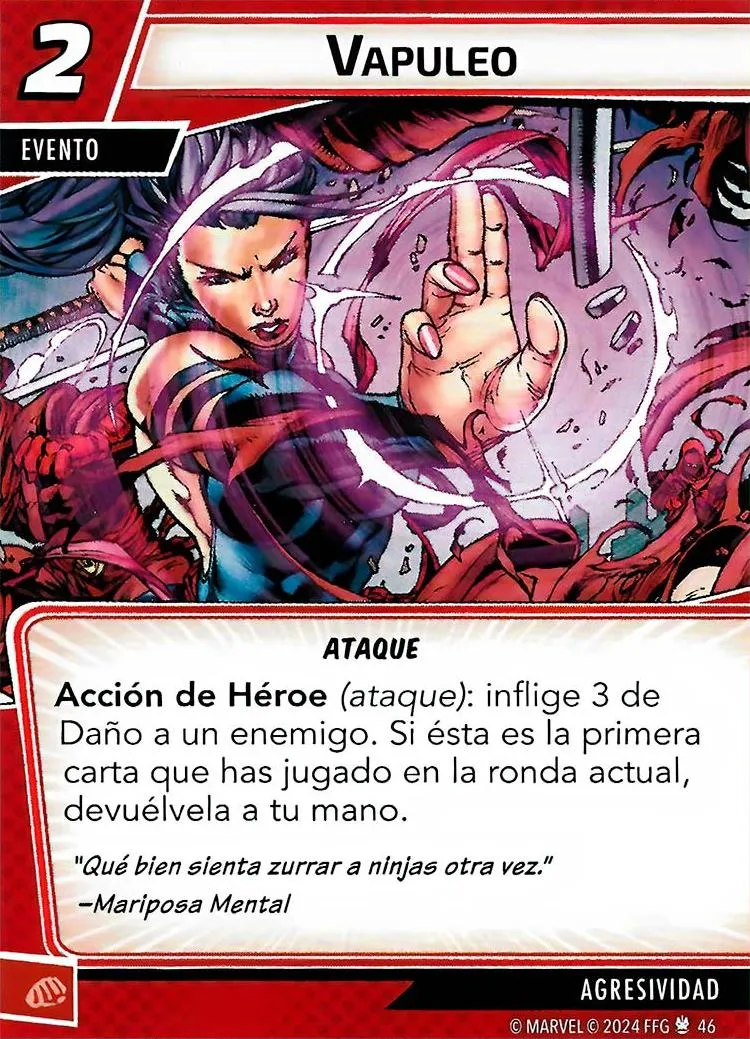 2
VAPULEO
EVENTO
ATAQUE
Acción de Héroe (ataque): inflige 3 de
Daño a un enemigo. Si ésta es la primera
carta que has jugado en la ronda actual,
devuélvela a tu mano.
"Qué bien sienta zurrar a ninjas otra vez."
–Mariposa Mental
AGRESIVIDAD
© MARVEL © 2024 FFG 46